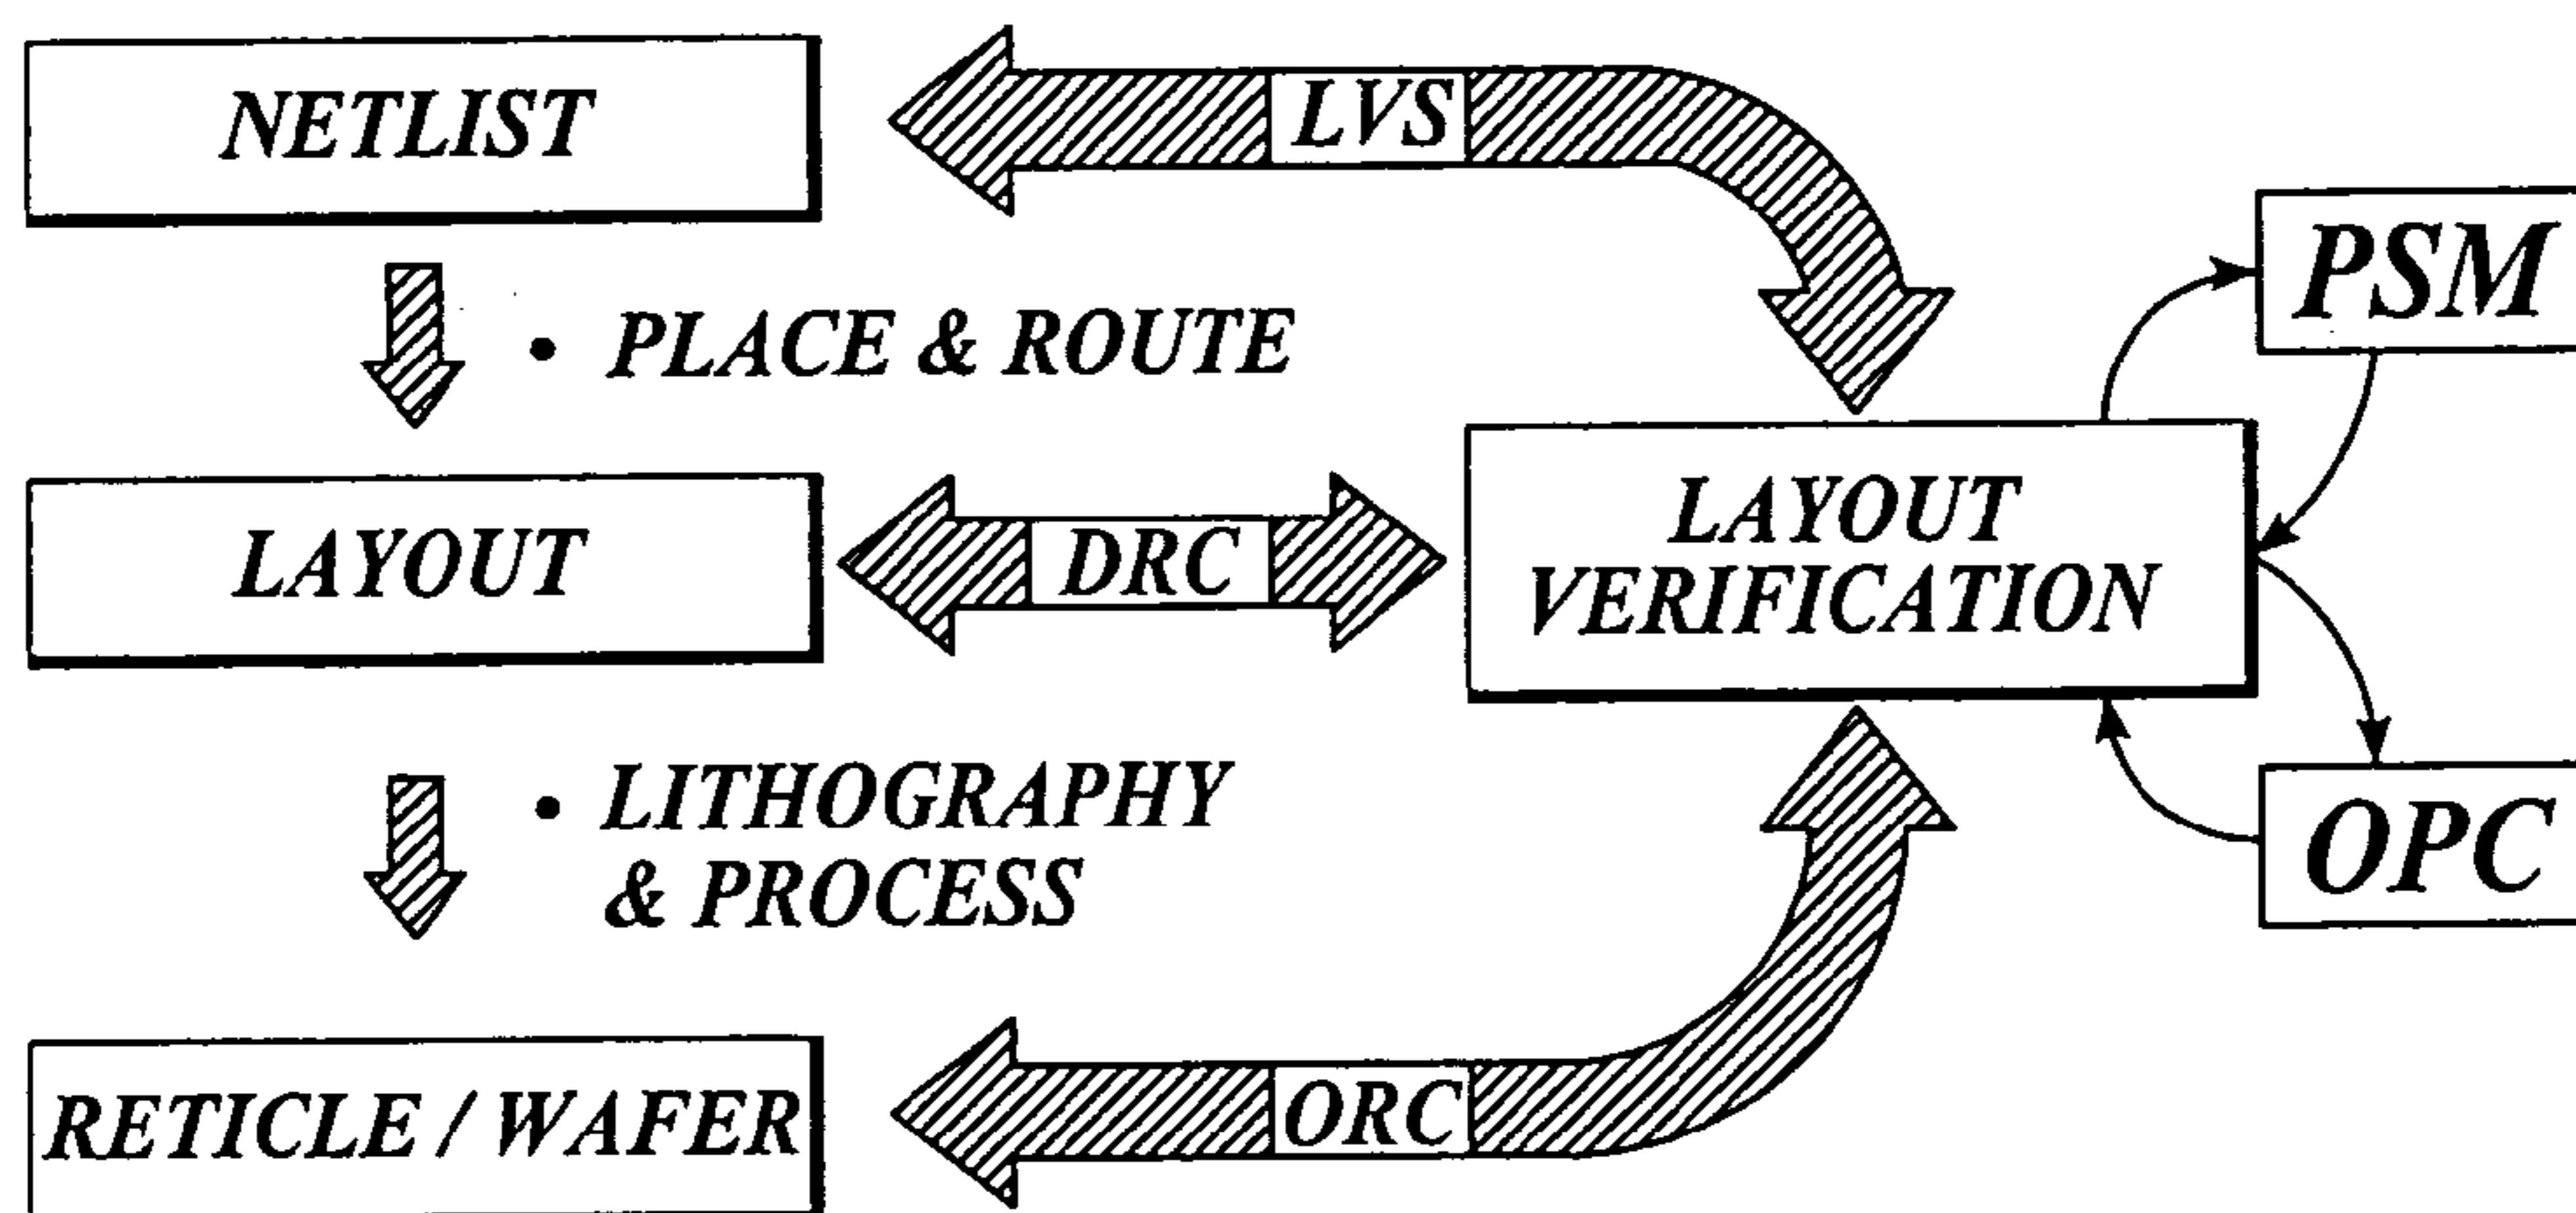 NETLIST
LVS
PSM
• PLACE & ROUTE
LAYOUT
DRC
LAYOUT
VERIFICATION
• LITHOGRAPHY
& PROCESS
OPC
RETICLE / WAFER
ORC